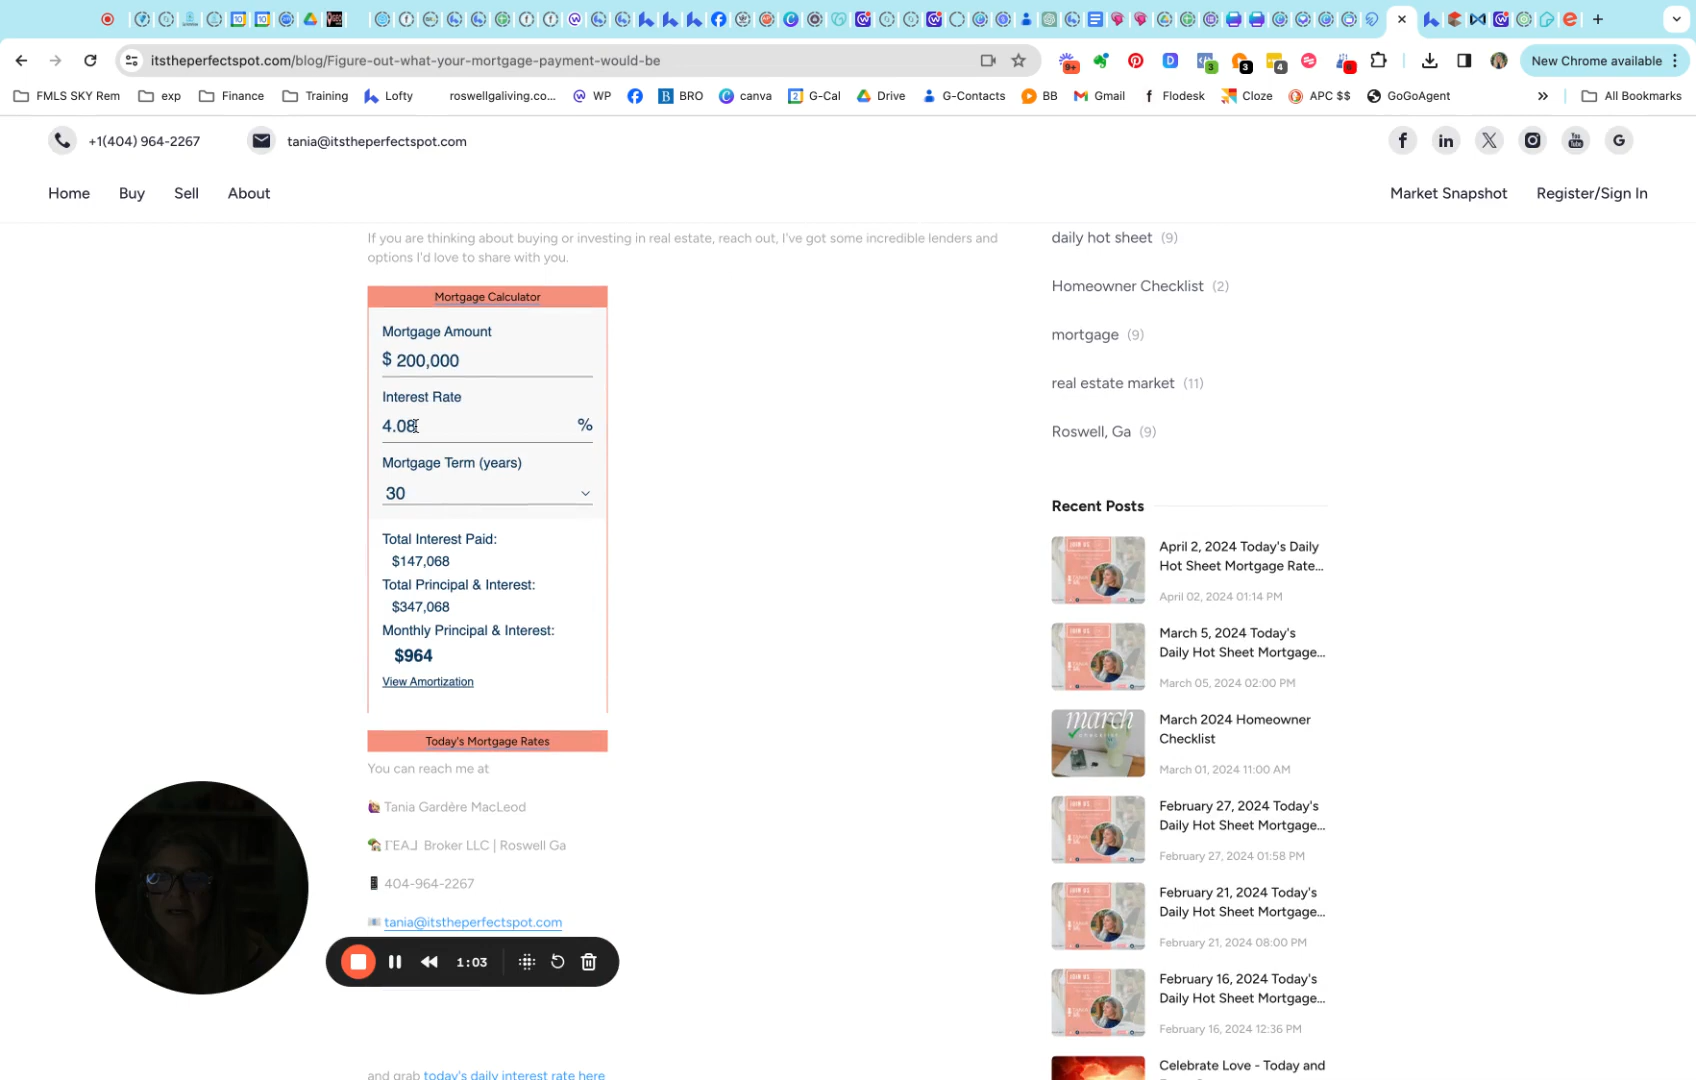 itstheperfectspot.com/blog/Figure-out-what-your-mortgage-payment-would-be
9+
3
3
4
6
New Chrome available
FMLS SKY Rem
exp
Finance
Training
Lofty
roswellgaliving.co...
WP
BRO
canva
G-Cal
Drive
G-Contacts
BB
Gmail
Flodesk
Cloze
APC $$
GoGoAgent
»
All Bookmarks
+1(404) 964-2267
tania@itstheperfectspot.com
Home
Buy
Sell
About
Market Snapshot
Register/Sign In
If you are thinking about buying or investing in real estate, reach out, I've got some incredible lenders and
options I'd love to share with you.
Mortgage Calculator
Mortgage Amount
$ 200,000
Interest Rate
4.08 %
Mortgage Term (years)
30
Total Interest Paid:
$147,068
Total Principal & Interest:
$347,068
Monthly Principal & Interest:
$964
View Amortization
Today's Mortgage Rates
You can reach me at
Tania Gardère MacLeod
Broker LLC | Roswell Ga
404-964-2267
tania@itstheperfectspot.com
1:03
and grab today's daily interest rate here
daily hot sheet (9)
Homeowner Checklist (2)
mortgage (9)
real estate market (11)
Roswell, Ga (9)
Recent Posts
April 2, 2024 Today's Daily
Hot Sheet Mortgage Rate...
April 02, 2024 01:14 PM
March 5, 2024 Today's
Daily Hot Sheet Mortgage...
March 05, 2024 02:00 PM
march
March 2024 Homeowner
Checklist
March 01, 2024 11:00 AM
February 27, 2024 Today's
Daily Hot Sheet Mortgage...
February 27, 2024 01:58 PM
February 21, 2024 Today's
Daily Hot Sheet Mortgage...
February 21, 2024 08:00 PM
February 16, 2024 Today's
Daily Hot Sheet Mortgage...
February 16, 2024 12:36 PM
Celebrate Love - Today and